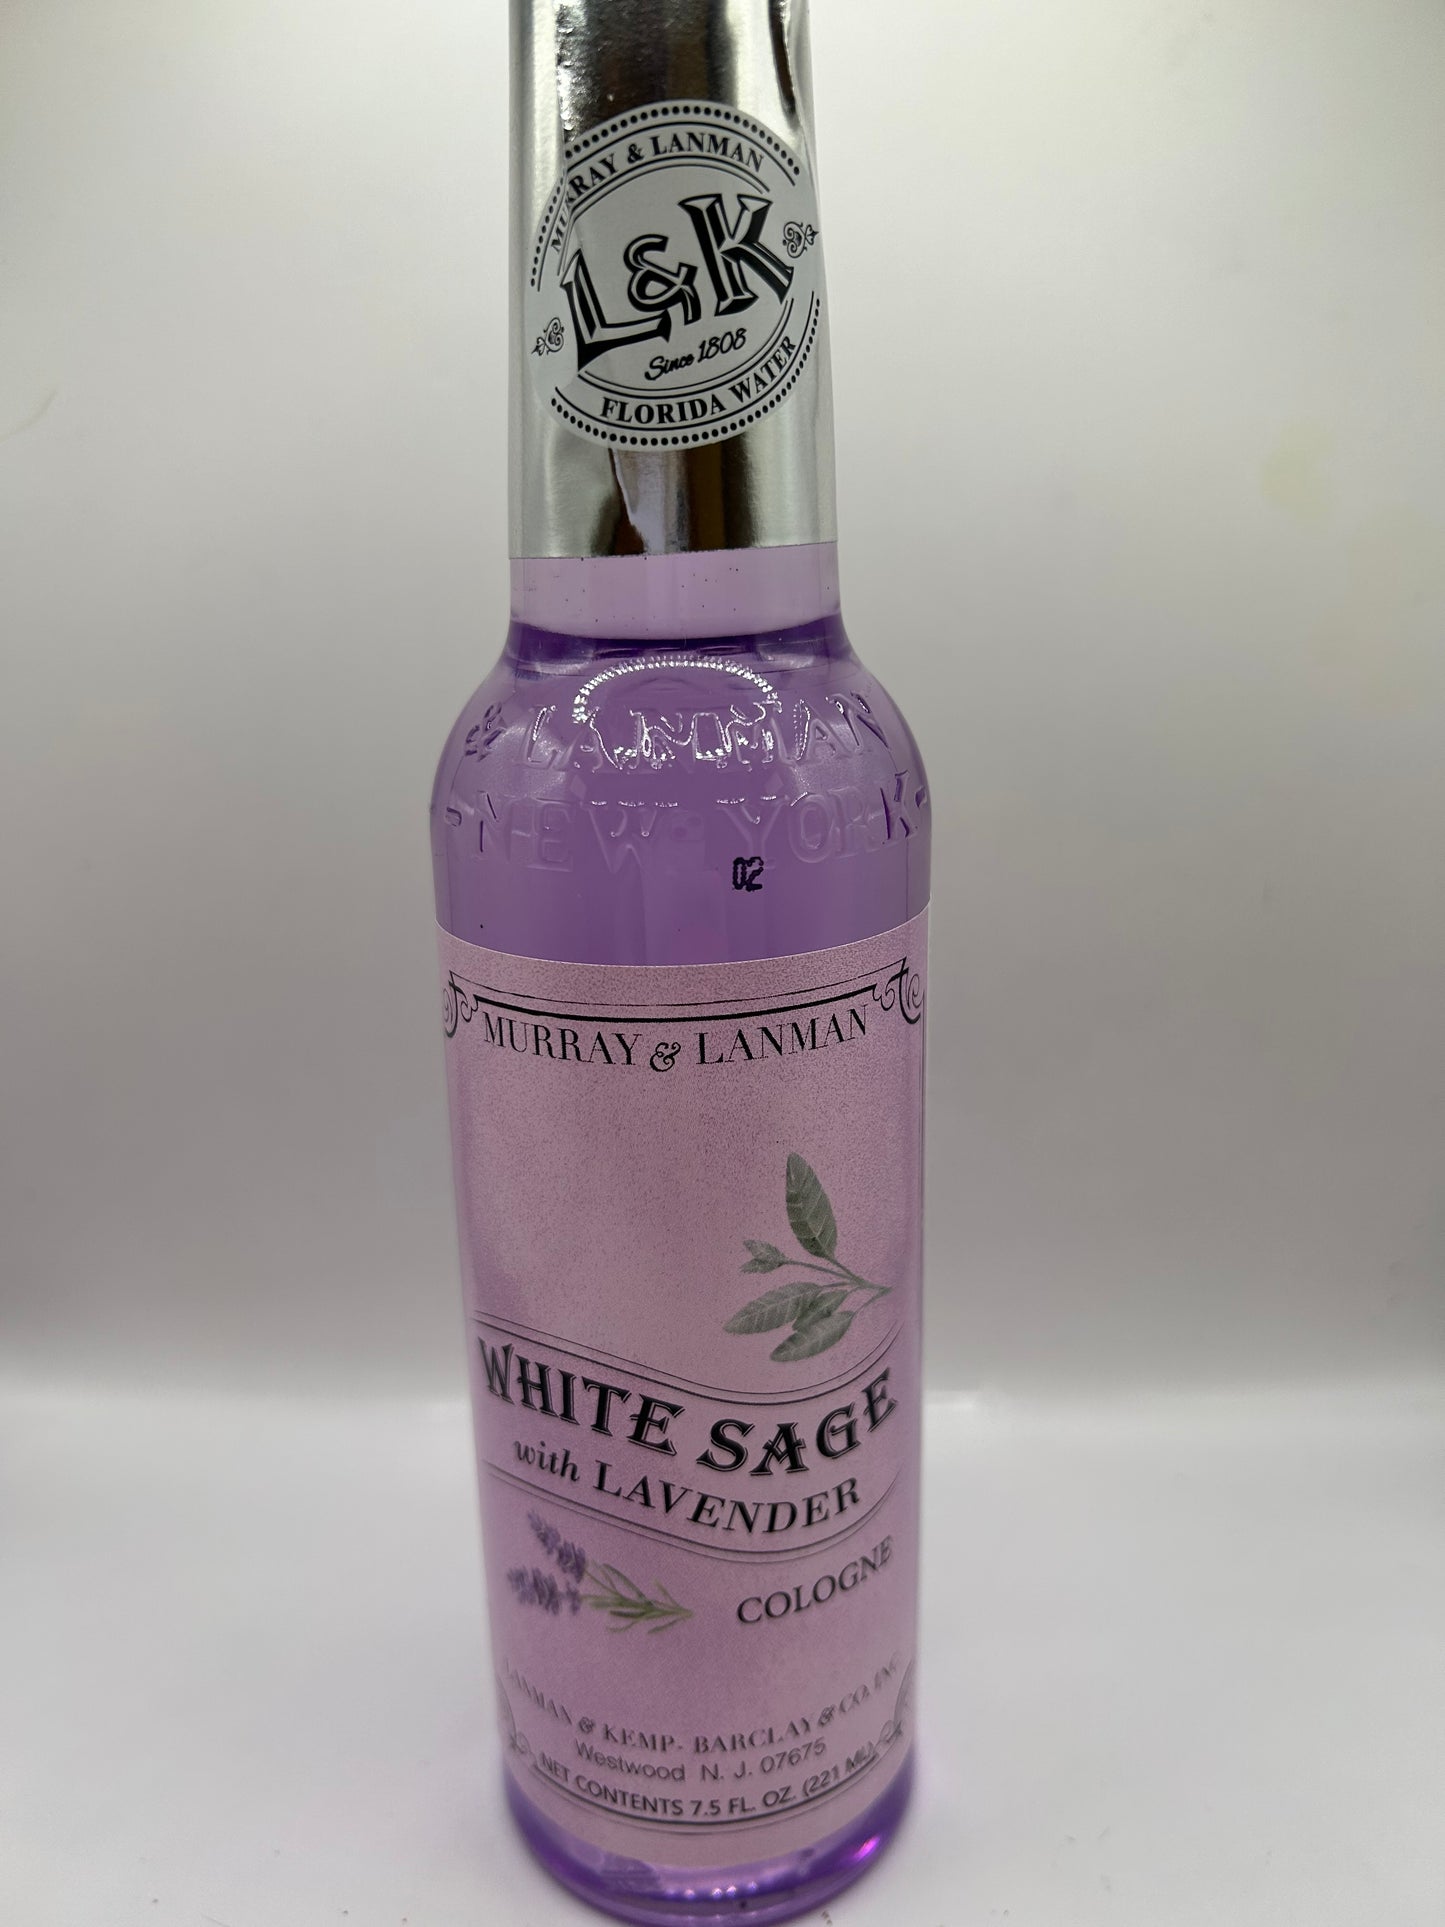 MURRAY & LANMAN
L&K
Since 1808
FLORIDA WATER
& LANMAN
-NEW YORK-
02
MURRAY & LANMAN
WHITE SAGE
with LAVENDER
COLOGNE
LANMAN & KEMP- BARCLAY & CO. INC.
Westwood N. J. 07675
NET CONTENTS 7.5 FL. OZ. (221 ML)